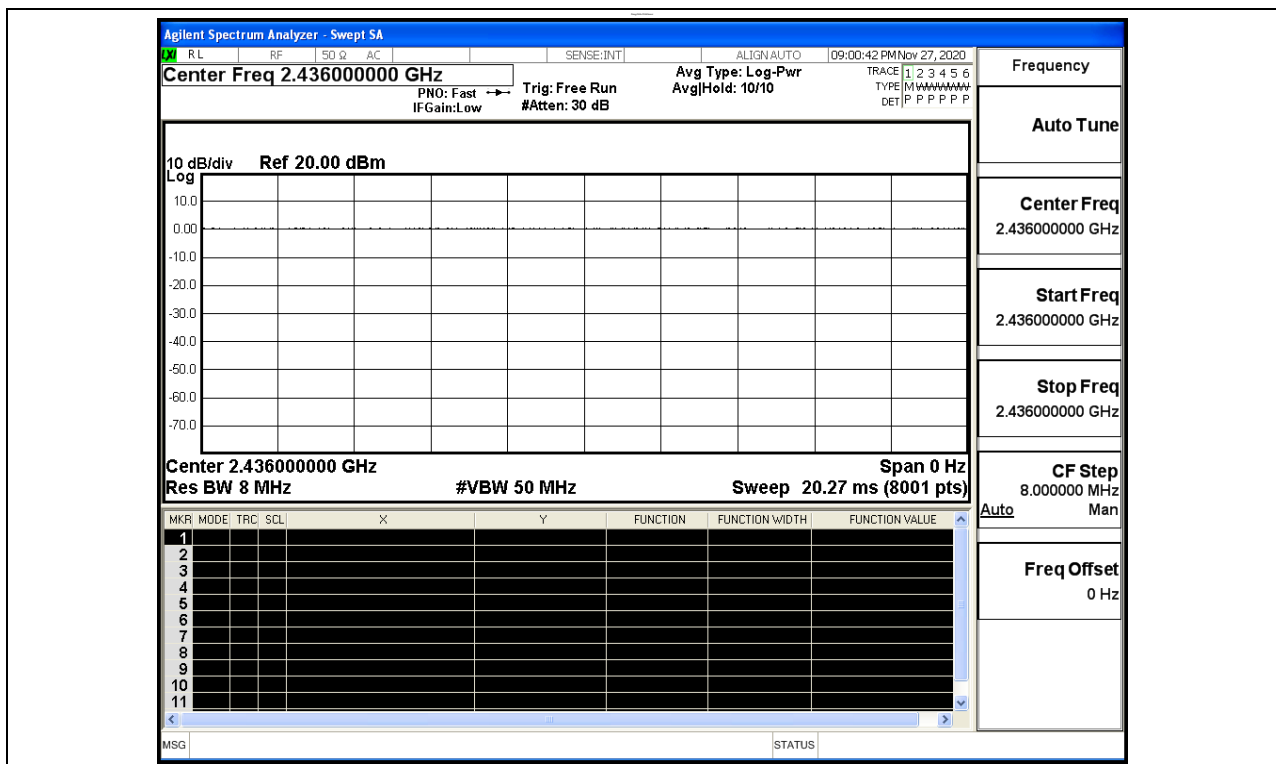 Agilent Spectrum Analyzer - Swept SA
LXI RL RF 50 Ω AC SENSE:INT ALIGN AUTO 09:00:42 PM Nov 27, 2020
Center Freq 2.436000000 GHz
PNO: Fast
IFGain:Low
Trig: Free Run
#Atten: 30 dB
Avg Type: Log-Pwr
Avg|Hold: 10/10
TRACE 1 2 3 4 5 6
TYPE M W W W W W
DET P P P P P P
10 dB/div Ref 20.00 dBm
Log
10.0
0.00
-10.0
-20.0
-30.0
-40.0
-50.0
-60.0
-70.0
Center 2.436000000 GHz Span 0 Hz
Res BW 8 MHz #VBW 50 MHz Sweep 20.27 ms (8001 pts)
MKR MODE TRC SCL X Y FUNCTION FUNCTION WIDTH FUNCTION VALUE
1
2
3
4
5
6
7
8
9
10
11
MSG STATUS
Frequency
Auto Tune
Center Freq
2.436000000 GHz
Start Freq
2.436000000 GHz
Stop Freq
2.436000000 GHz
CF Step
8.000000 MHz
Auto Man
Freq Offset
0 Hz